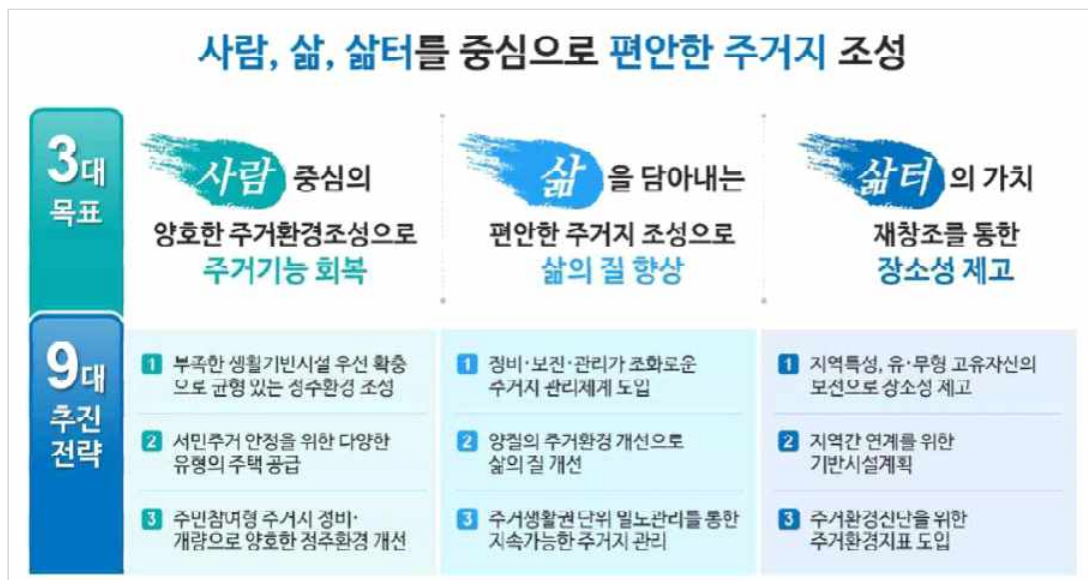 사람, 삶, 삶터를 중심으로 편안한 주거지 조성
3대
목표
사람 중심의
양호한 주거환경조성으로
주거기능 회복
삶을 담아내는
편안한 주거지 조성으로
삶의 질 향상
삶터의 가치
재창조를 통한
장소성 제고
9대
추진
전략
1 부족한 생활기반시설 우선 확충
으로 균형 있는 정주환경 조성
2 서민주거 안정을 위한 다양한
유형의 주택 공급
3 주민참여형 주거지 정비·
개량으로 양호한 정주환경 개선
1 정비·보전·관리가 조화로운
주거지 관리체계 도입
2 양질의 주거환경 개선으로
삶의 질 개선
3 주거생활권 단위 밀도관리를 통한
지속가능한 주거지 관리
1 지역특성, 유·무형 고유자산의
보전으로 장소성 제고
2 지역간 연계를 위한
기반시설계획
3 주거환경진단을 위한
주거환경지표 도입